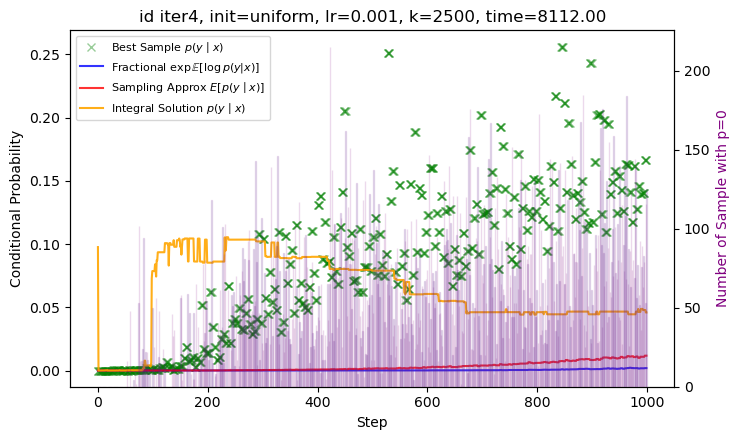 id iter4, init=uniform, lr=0.001, k=2500, time=8112.00
Best Sample p(y | x)
Fractional exp𝔼[log p(y|x)]
Sampling Approx E[p(y | x)]
Integral Solution p(y | x)
Conditional Probability
0.25
0.20
0.15
0.10
0.05
0.00
200
150
100
50
0
Number of Sample with p=0
0
200
400
600
800
1000
Step